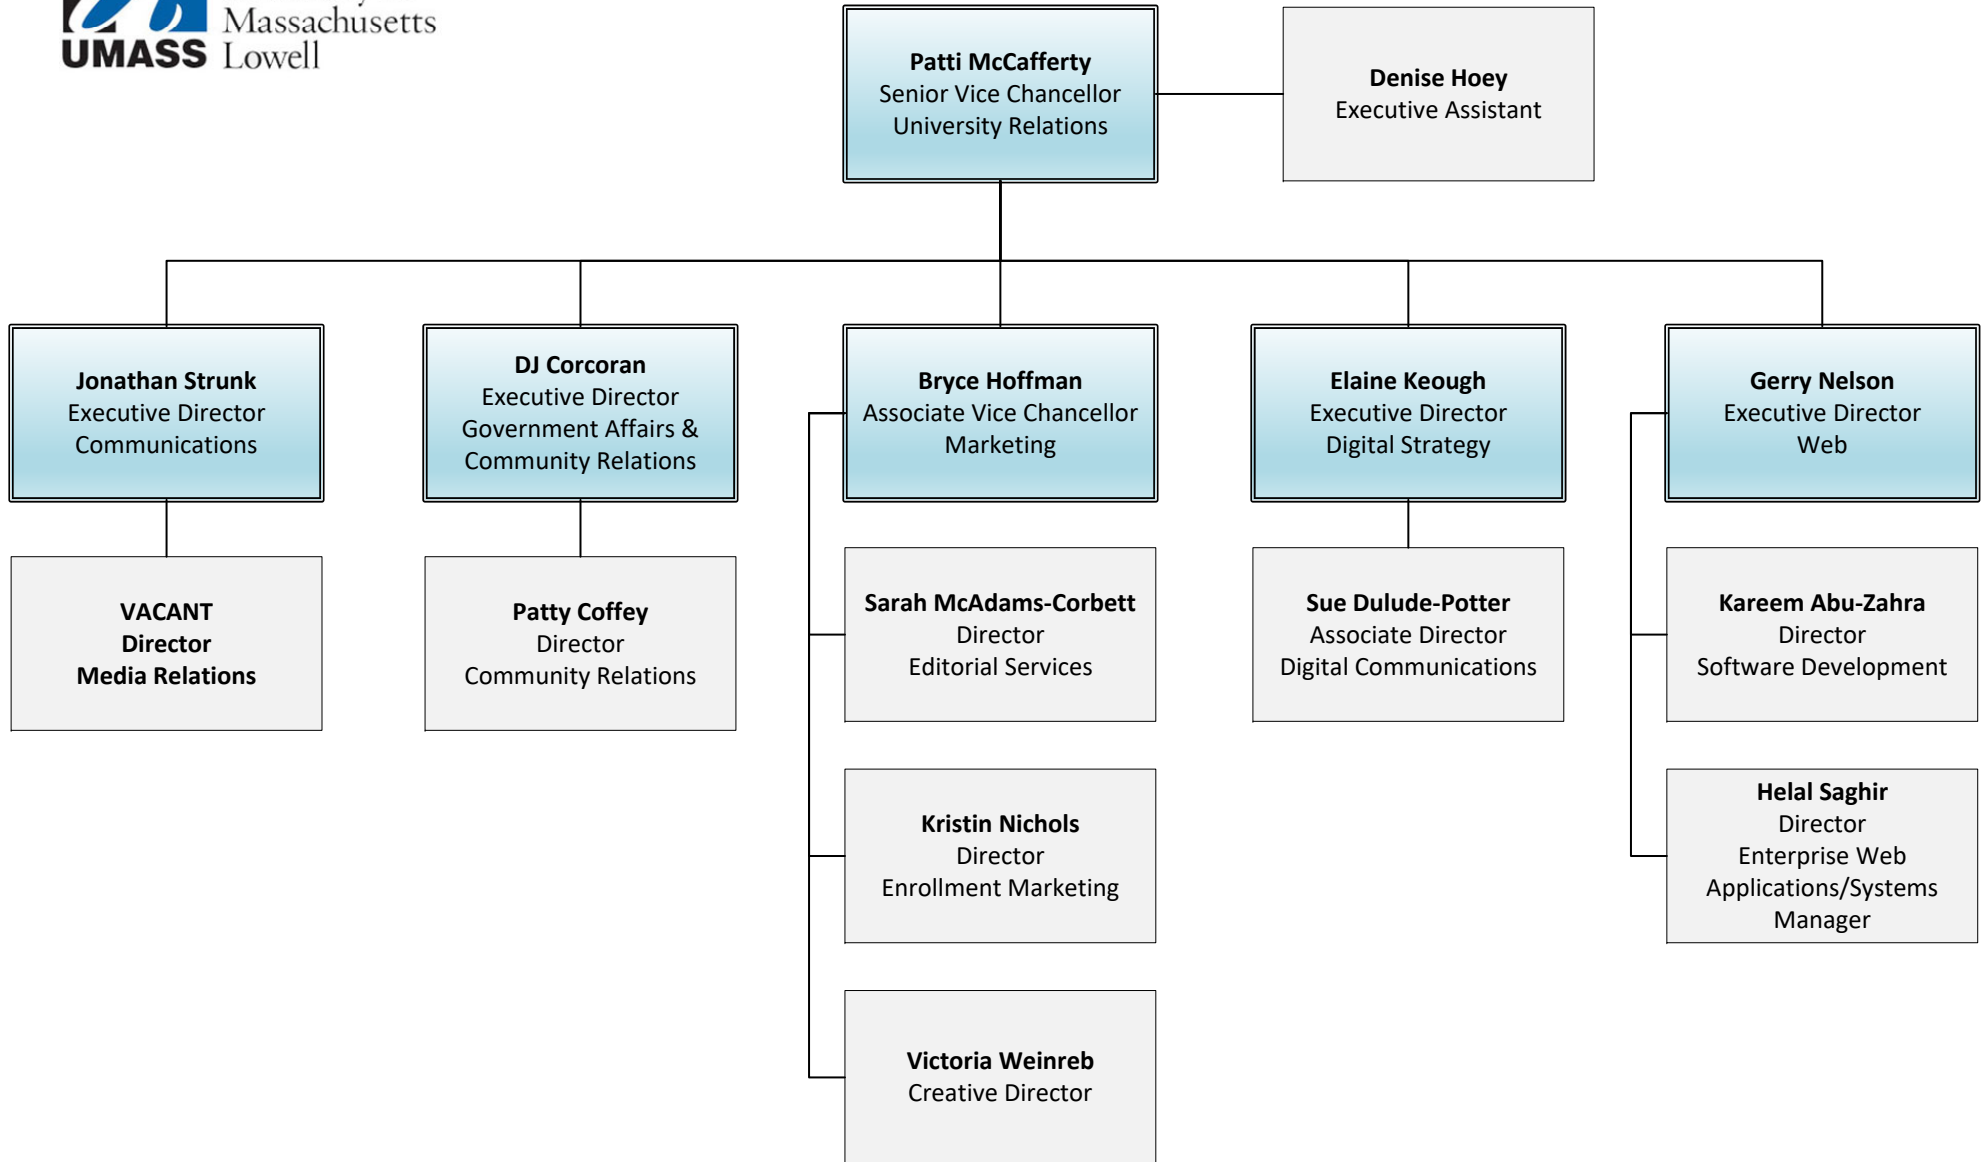 Massachusetts
UMASS Lowell
Patti McCafferty
Senior Vice Chancellor
University Relations
Denise Hoey
Executive Assistant
Jonathan Strunk
Executive Director
Communications
DJ Corcoran
Executive Director
Government Affairs &
Community Relations
Bryce Hoffman
Associate Vice Chancellor
Marketing
Elaine Keough
Executive Director
Digital Strategy
Gerry Nelson
Executive Director
Web
VACANT
Director
Media Relations
Patty Coffey
Director
Community Relations
Sarah McAdams-Corbett
Director
Editorial Services
Sue Dulude-Potter
Associate Director
Digital Communications
Kareem Abu-Zahra
Director
Software Development
Kristin Nichols
Director
Enrollment Marketing
Helal Saghir
Director
Enterprise Web
Applications/Systems
Manager
Victoria Weinreb
Creative Director